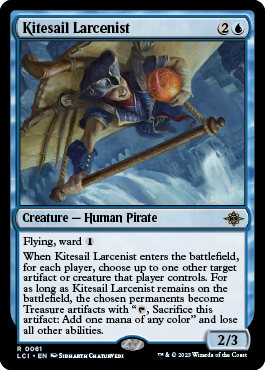 Kitesail Larcenist 2
Creature — Human Pirate
Flying, ward 1
When Kitesail Larcenist enters the battlefield,
for each player, choose up to one other target
artifact or creature that player controls. For
as long as Kitesail Larcenist remains on the
battlefield, the chosen permanents become
Treasure artifacts with “, Sacrifice this
artifact: Add one mana of any color” and lose
all other abilities.
2/3
R 0061
LCI • EN Sidharth Chaturvedi ™ & © 2023 Wizards of the Coast